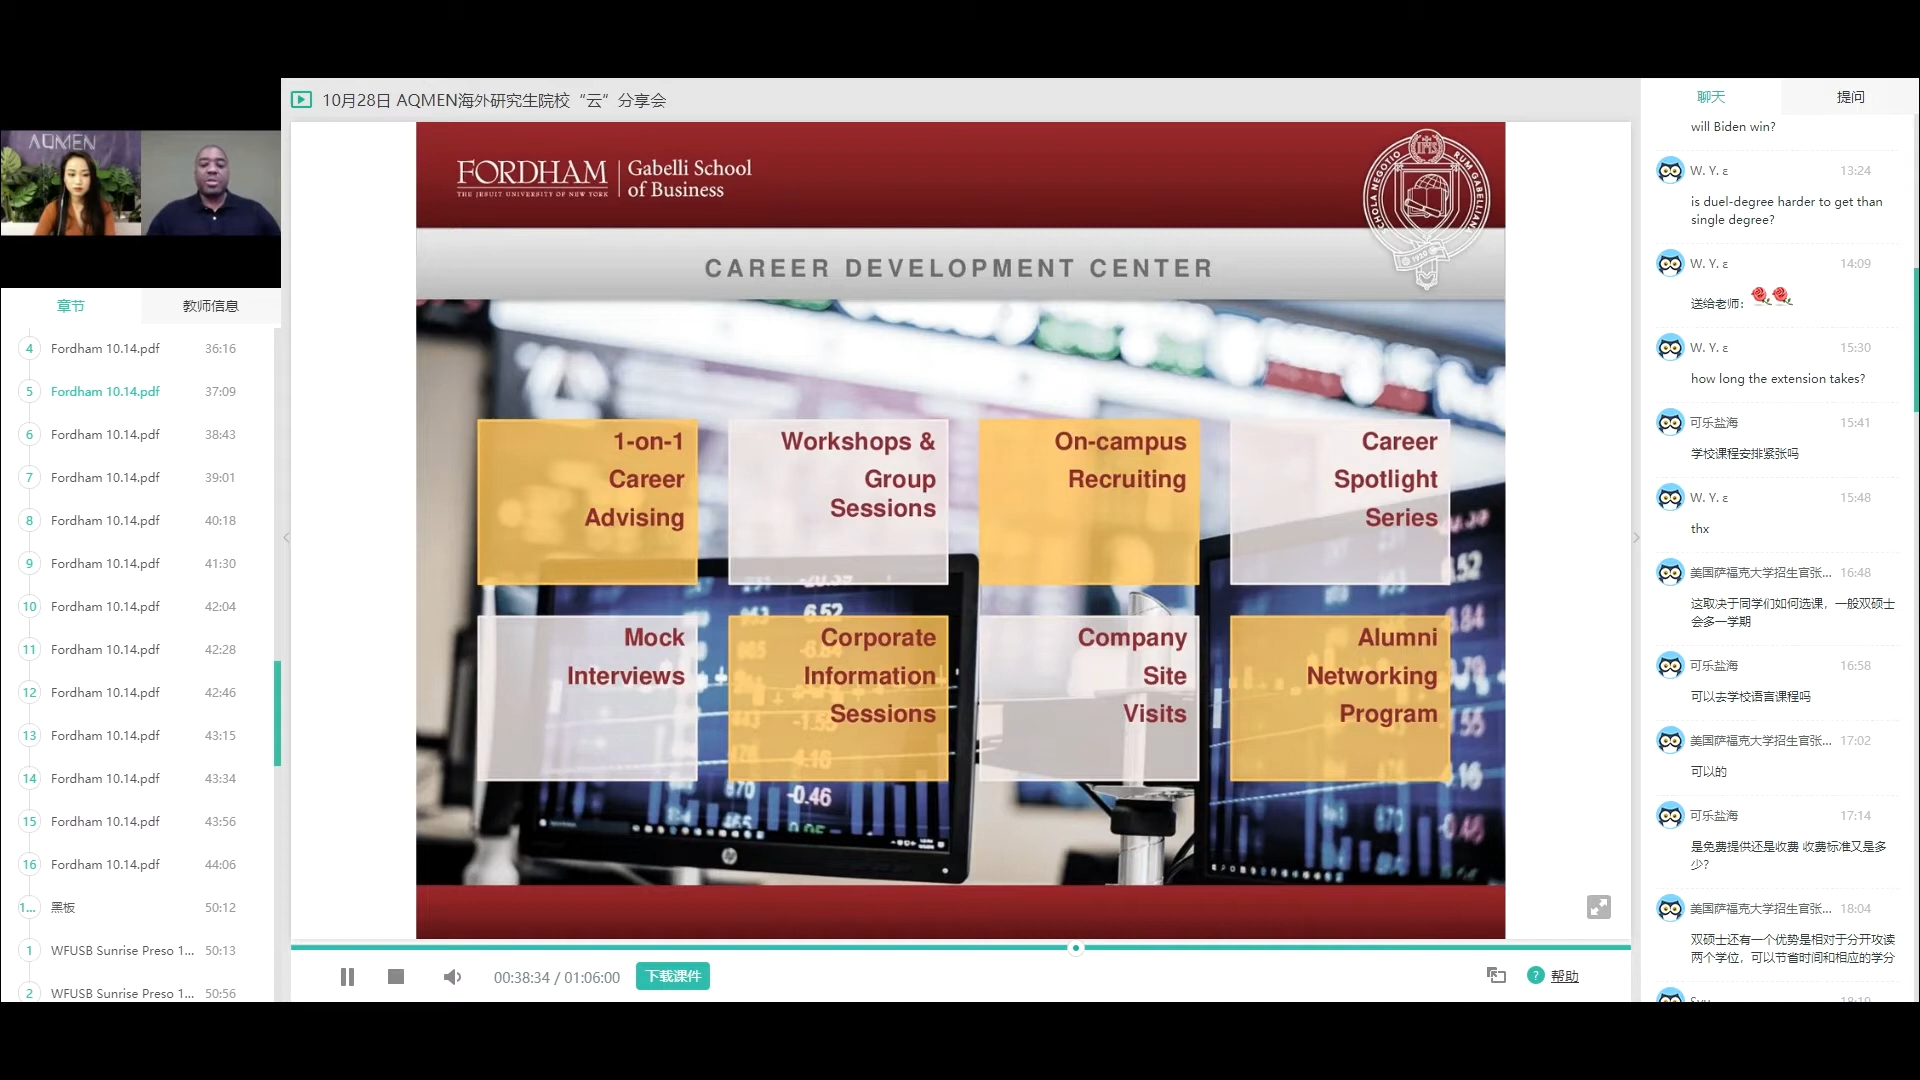 10月28日 AQMEN海外研究生院校“云”分享会
AQMEN
章节
教师信息
4 Fordham 10.14.pdf 36:16
5 Fordham 10.14.pdf 37:09
6 Fordham 10.14.pdf 38:43
7 Fordham 10.14.pdf 39:01
8 Fordham 10.14.pdf 40:18
9 Fordham 10.14.pdf 41:30
10 Fordham 10.14.pdf 42:04
11 Fordham 10.14.pdf 42:28
12 Fordham 10.14.pdf 42:46
13 Fordham 10.14.pdf 43:15
14 Fordham 10.14.pdf 43:34
15 Fordham 10.14.pdf 43:56
16 Fordham 10.14.pdf 44:06
1... 黑板 50:12
1 WFUSB Sunrise Preso 1... 50:13
2 WFUSB Sunrise Preso 1... 50:56
FORDHAM
THE JESUIT UNIVERSITY OF NEW YORK
Gabelli School
of Business
SCHOLA NEGOTIO RUM GABELLIANA
IHS
1920
CAREER DEVELOPMENT CENTER
1-on-1
Career
Advising
Workshops &
Group
Sessions
On-campus
Recruiting
Career
Spotlight
Series
Mock
Interviews
Corporate
Information
Sessions
Company
Site
Visits
Alumni
Networking
Program
6.52
4.16
-0.46
870
hp
00:38:34 / 01:06:00
下载课件
? 帮助
聊天
提问
will Biden win?
W. Y. ε 13:24
is duel-degree harder to get than
single degree?
W. Y. ε 14:09
送给老师：
W. Y. ε 15:30
how long the extension takes?
可乐盐海 15:41
学校课程安排紧张吗
W. Y. ε 15:48
thx
美国萨福克大学招生官张... 16:48
这取决于同学们如何选课，一般双硕士
会多一学期
可乐盐海 16:58
可以去学校语言课程吗
美国萨福克大学招生官张... 17:02
可以的
可乐盐海 17:14
是免费提供还是收费 收费标准又是多
少?
美国萨福克大学招生官张... 18:04
双硕士还有一个优势是相对于分开攻读
两个学位，可以节省时间和相应的学分